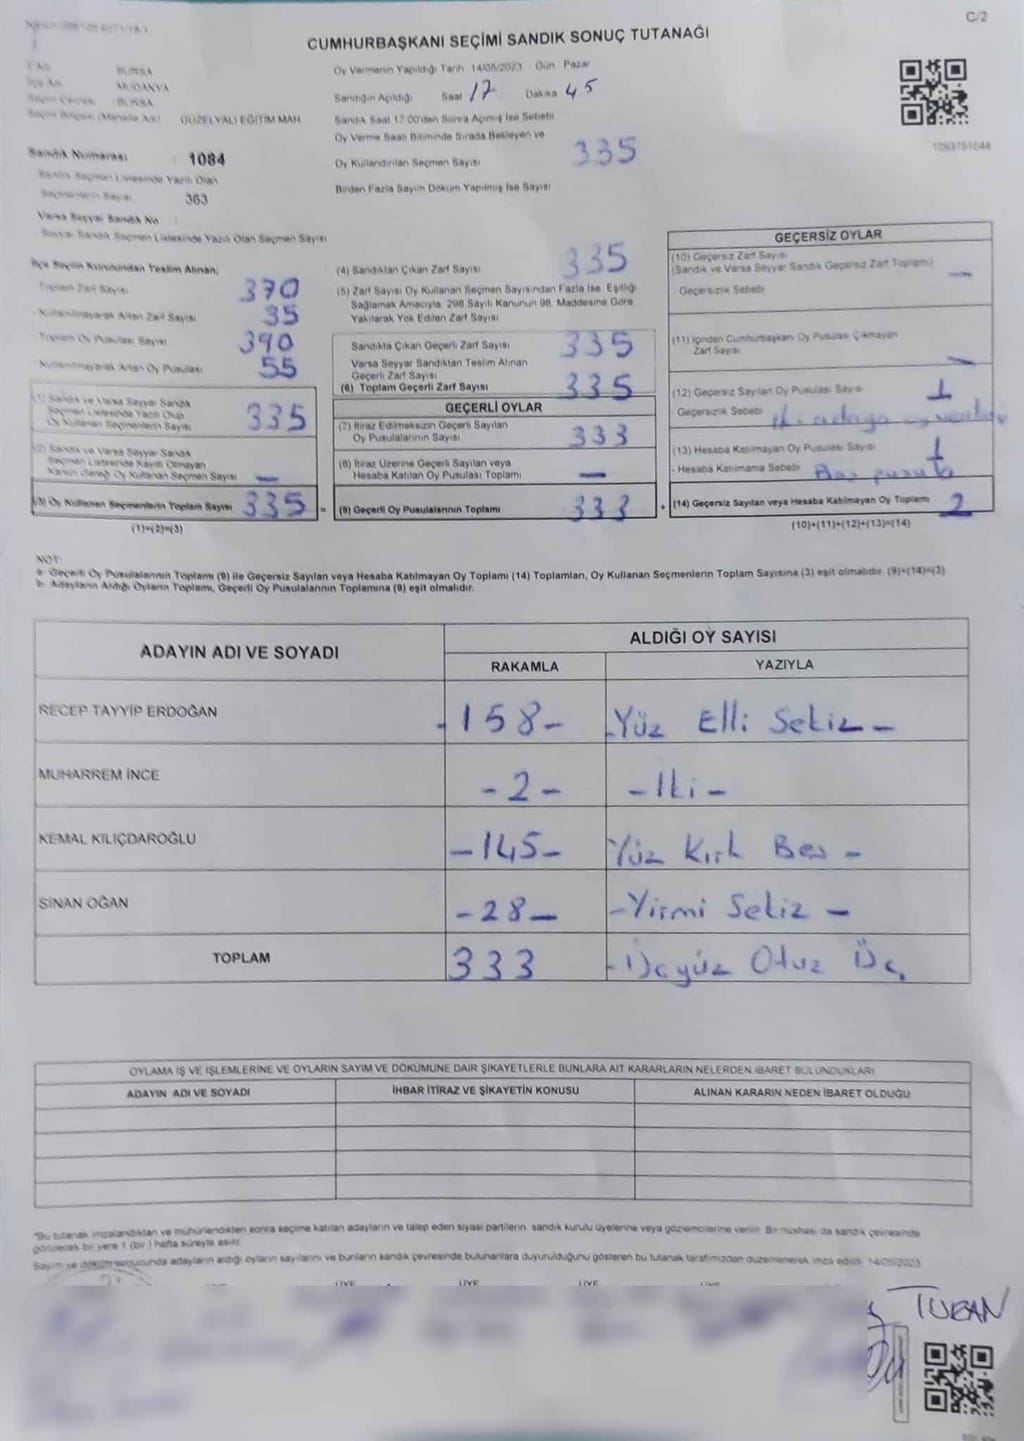 C/2
CUMHURBAŞKANI SEÇİMİ SANDIK SONUÇ TUTANAĞI
İli Adı : BURSA
İlçe Adı : MUDANYA
Seçim Çevresi : BURSA
Seçim Bölgesi (Mahalle Adı) : GÜZELYALI EĞİTİM MAH
Sandık Numarası : 1084
Sandık Seçmen Listesinde Yazılı Olan
Seçmenlerin Sayısı : 363
Varsa Seyyar Sandık No :
Seyyar Sandık Seçmen Listesinde Yazılı Olan Seçmen Sayısı
Oy Vermenin Yapıldığı Tarih 14/05/2023 Gün Pazar
Sandığın Açıldığı Saat 17 Dakika 45
Sandık Saat 17:00'den Sonra Açılmış İse Sebebi
Oy Verme Saati Bitiminde Sırada Bekleyen ve
Oy Kullandırılan Seçmen Sayısı 335
Birden Fazla Sayım Döküm Yapılmış İse Sayısı
1093751044
İlçe Seçim Kurulundan Teslim Alınan;
Toplam Zarf Sayısı 370
Kullanılmayarak Artan Zarf Sayısı 35
Toplam Oy Pusulası Sayısı 390
Kullanılmayarak Artan Oy Pusulası 55
(1) Sandık ve Varsa Seyyar Sandık
Seçmen Listesinde Yazılı Olup
Oy Kullanan Seçmenlerin Sayısı 335
(2) Sandık ve Varsa Seyyar Sandık
Seçmen Listesinde Kayıtlı Olmayan
Kanun Gereği Oy Kullanan Seçmen Sayısı —
(3) Oy Kullanan Seçmenlerin Toplam Sayısı 335 =
(1)+(2)=(3)
(4) Sandıktan Çıkan Zarf Sayısı 335
(5) Zarf Sayısı Oy Kullanan Seçmen Sayısından Fazla İse, Eşitliği
Sağlamak Amacıyla, 298 Sayılı Kanunun 98. Maddesine Göre
Yakılarak Yok Edilen Zarf Sayısı
Sandıkta Çıkan Geçerli Zarf Sayısı 335
Varsa Seyyar Sandıktan Teslim Alınan
Geçerli Zarf Sayısı
(6) Toplam Geçerli Zarf Sayısı 335
GEÇERLİ OYLAR
(7) İtiraz Edilmeksizin Geçerli Sayılan
Oy Pusulalarının Sayısı 333
(8) İtiraz Üzerine Geçerli Sayılan veya
Hesaba Katılan Oy Pusulası Toplamı —
(9) Geçerli Oy Pusulalarının Toplamı 333 +
GEÇERSİZ OYLAR
(10) Geçersiz Zarf Sayısı
(Sandık ve Varsa Seyyar Sandık Geçersiz Zarf Toplamı) —
Geçersizlik Sebebi
(11) İçinden Cumhurbaşkanı Oy Pusulası Çıkmayan
Zarf Sayısı —
(12) Geçersiz Sayılan Oy Pusulası Sayısı 1
- Geçersizlik Sebebi iki adaya
(13) Hesaba Katılmayan Oy Pusulası Sayısı 1
- Hesaba Katılmama Sebebi Boş pusula
(14) Geçersiz Sayılan veya Hesaba Katılmayan Oy Toplamı 2
(10)+(11)+(12)+(13)=(14)
NOT:
a- Geçerli Oy Pusulalarının Toplamı (9) ile Geçersiz Sayılan veya Hesaba Katılmayan Oy Toplamı (14) Toplamları, Oy Kullanan Seçmenlerin Toplam Sayısına (3) eşit olmalıdır. (9)+(14)=(3)
b- Adayların Aldığı Oyların Toplamı, Geçerli Oy Pusulalarının Toplamına (9) eşit olmalıdır.
ADAYIN ADI VE SOYADI
ALDIĞI OY SAYISI
RAKAMLA YAZIYLA
RECEP TAYYİP ERDOĞAN -158- -Yüz Elli Sekiz-
MUHARREM İNCE -2- -İki-
KEMAL KILIÇDAROĞLU -145- Yüz Kırk Beş-
SİNAN OĞAN -28- -Yirmi Sekiz-
TOPLAM 333 -Üçyüz Otuz Üç
OYLAMA İŞ VE İŞLEMLERİNE VE OYLARIN SAYIM VE DÖKÜMÜNE DAİR ŞİKAYETLERLE BUNLARA AİT KARARLARIN NELERDEN İBARET BULUNDUKLARI
ADAYIN ADI VE SOYADI İHBAR İTİRAZ VE ŞİKAYETİN KONUSU ALINAN KARARIN NEDEN İBARET OLDUĞU
"Bu tutanak imzalandıktan ve mühürlendikten sonra seçime katılan adayların ve talep eden siyasi partilerin, sandık kurulu üyelerine veya gözlemcilerine verilir. Bir nüshası da sandık çevresinde
görülecek bir yere 1 (bir) hafta süreyle asılır.
Sayım ve döküm sonucunda adayların aldığı oyların sayılarını ve bunların sandık çevresinde bulunanlara duyurulduğunu gösteren bu tutanak tarafımızdan düzenlenerek imza edildi. 14/05/2023
ÜYE ÜYE ÜYE ÜYE
TURAN